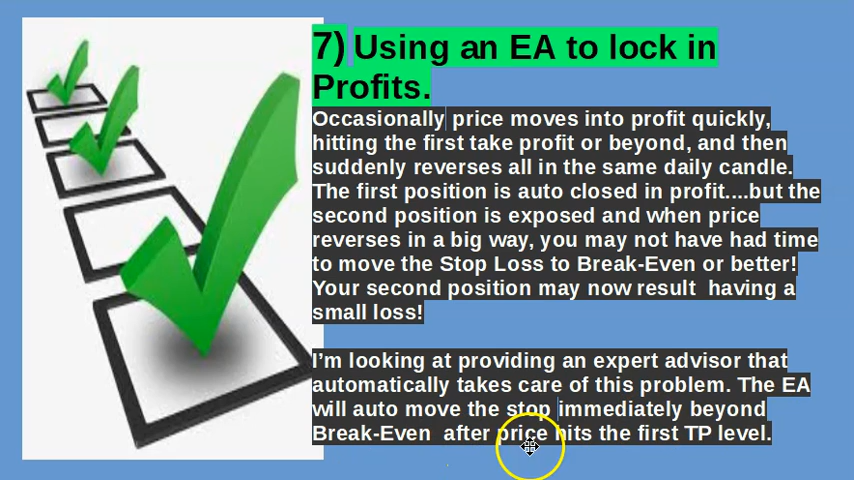 7) Using an EA to lock in
Profits.
Occasionally price moves into profit quickly,
hitting the first take profit or beyond, and then
suddenly reverses all in the same daily candle.
The first position is auto closed in profit....but the
second position is exposed and when price
reverses in a big way, you may not have had time
to move the Stop Loss to Break-Even or better!
Your second position may now result  having a
small loss!
I'm looking at providing an expert advisor that
automatically takes care of this problem. The EA
will auto move the stop immediately beyond
Break-Even  after price hits the first TP level.